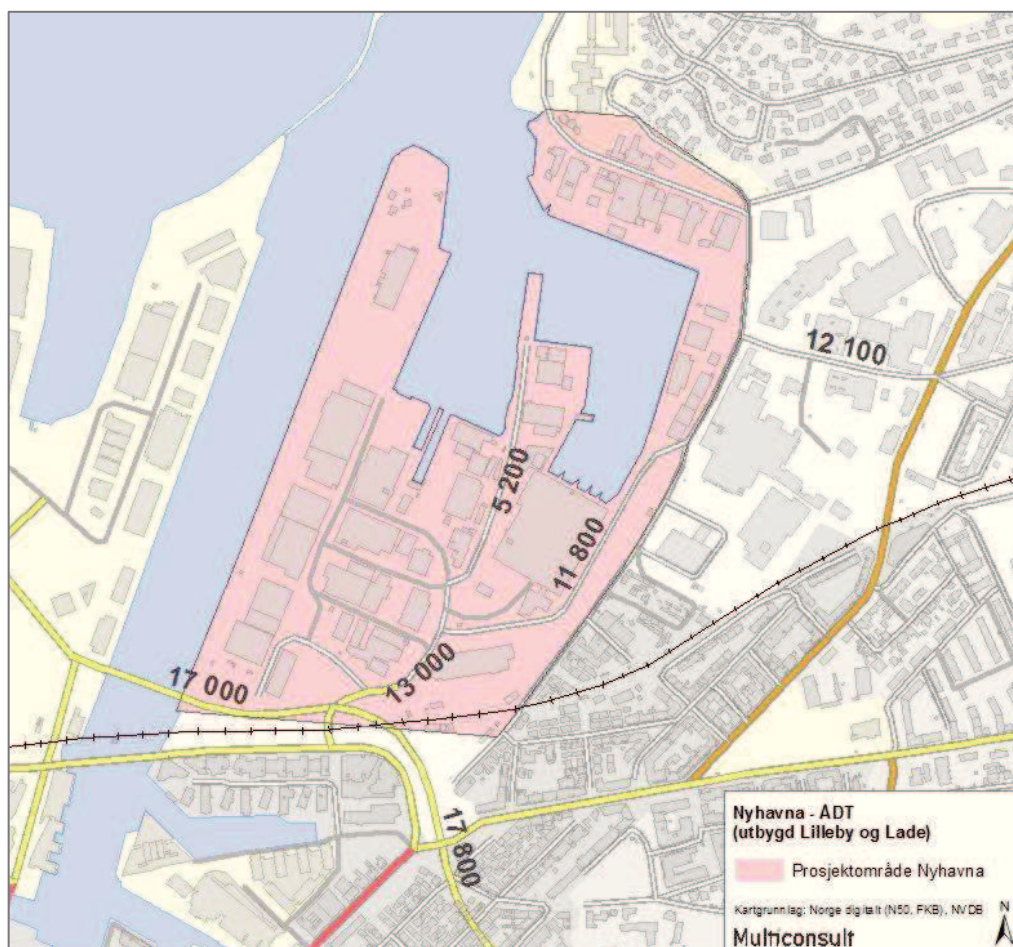 12 100
5 200
11 800
13 000
17 000
17 800
Nyhavna - ÅDT
(utbygd Lilleby og Lade)
Prosjektområde Nyhavna
Kartgrunnlag: Norge digitalt (N50, FKB), NVDB
N
Multiconsult